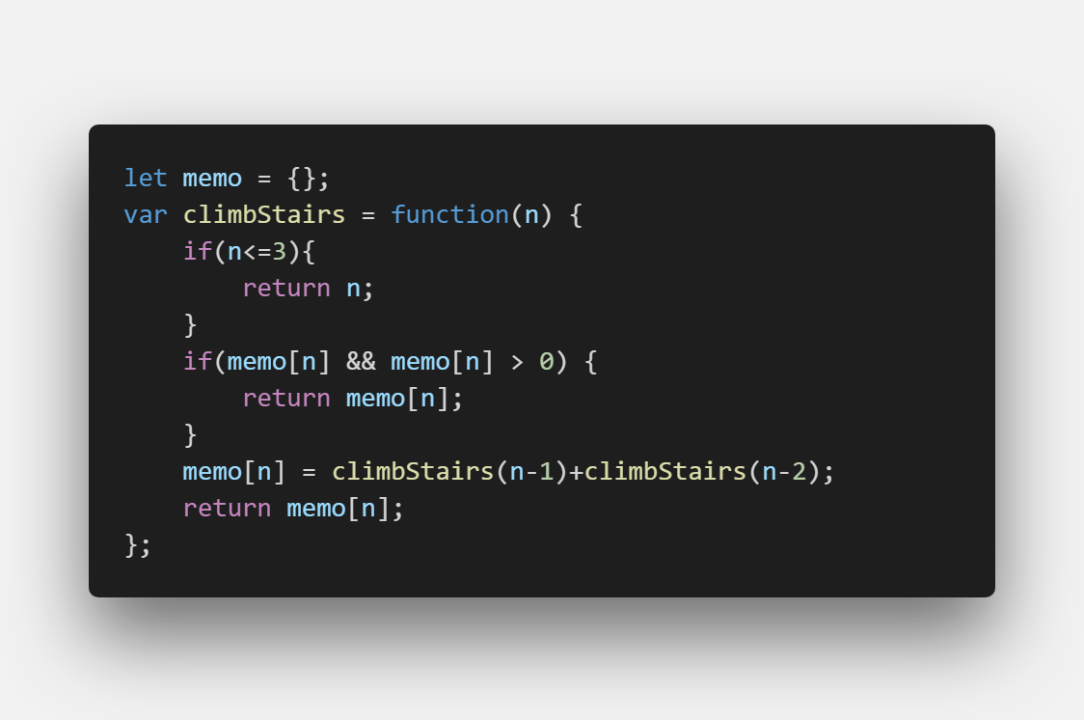 let memo = {};
var climbStairs = function(n) {
    if(n<=3){
        return n;
    }
    if(memo[n] && memo[n] > 0) {
        return memo[n];
    }
    memo[n] = climbStairs(n-1)+climbStairs(n-2);
    return memo[n];
};